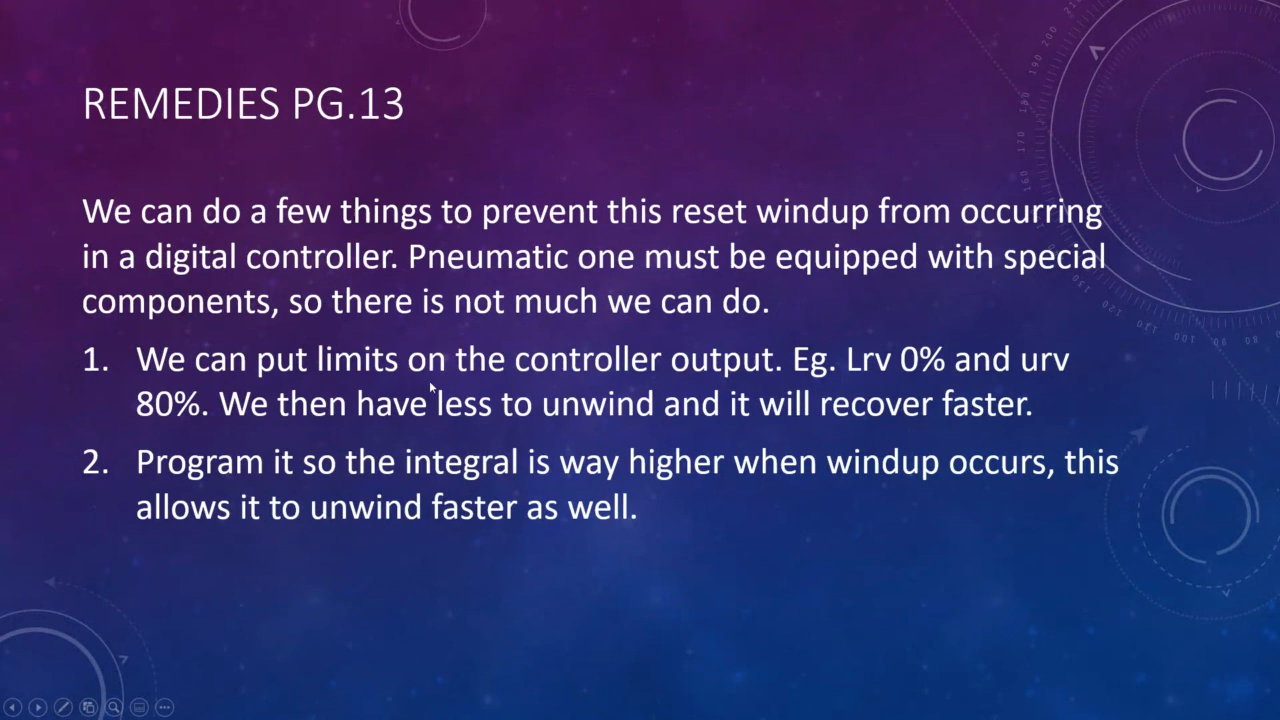 REMEDIES PG.13
We can do a few things to prevent this reset windup from occurring
in a digital controller. Pneumatic one must be equipped with special
components, so there is not much we can do.
1. We can put limits on the controller output. Eg. Lrv 0% and urv
80%. We then have less to unwind and it will recover faster.
2. Program it so the integral is way higher when windup occurs, this
allows it to unwind faster as well.